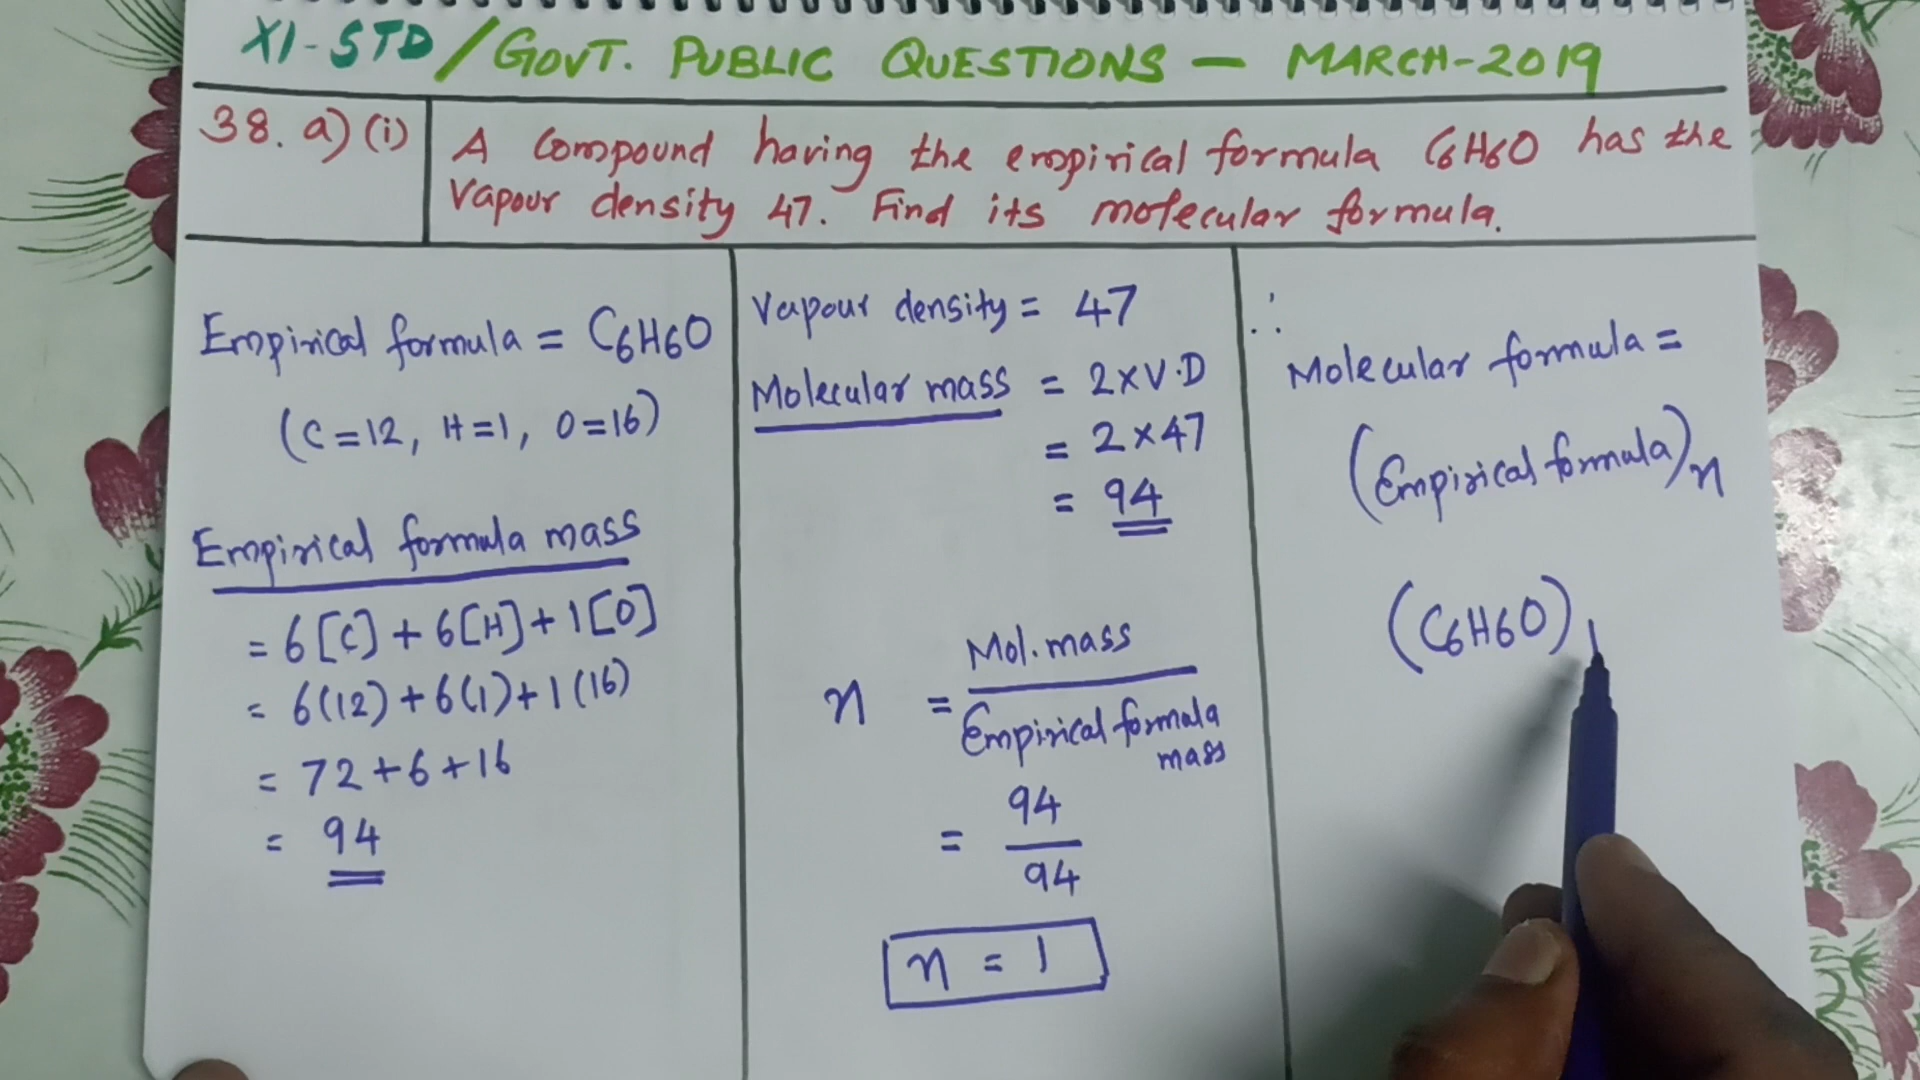 XI-STD/GOVT. PUBLIC QUESTIONS - MARCH-2019
38. a) (i)
A Compound having the empirical formula C6H6O has the
Vapour density 47. Find its molecular formula.
Empirical formula = C6H6O
(C=12, H=1, O=16)
Empirical formula mass
= 6[C] + 6[H] + 1[O]
= 6(12) + 6(1) + 1(16)
= 72+6+16
= 94
Vapour density = 47
Molecular mass = 2×V.D
= 2×47
= 94
n = Mol. mass
Empirical formula
mass
= 94
94
n = 1
∴
Molecular formula =
(Empirical formula)n
(C6H6O)1